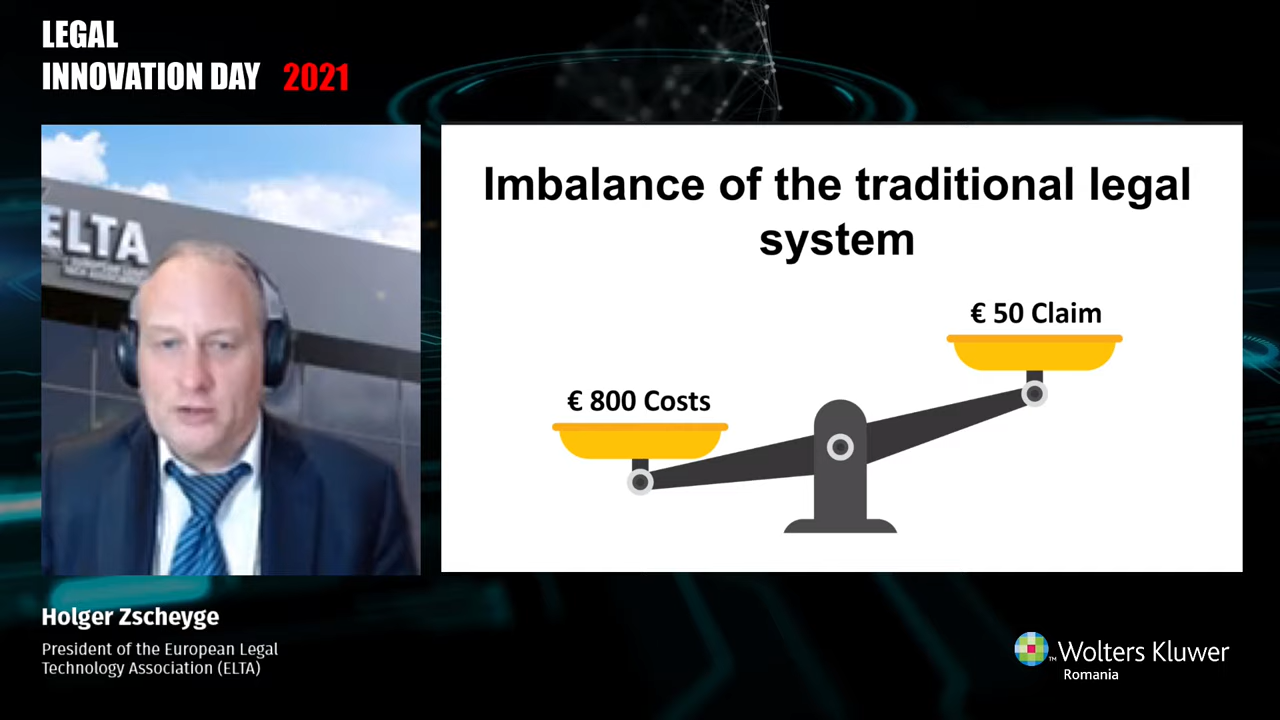 LEGAL
INNOVATION DAY 2021
ELTA
Imbalance of the traditional legal
system
€ 50 Claim
€ 800 Costs
Holger Zscheyge
President of the European Legal
Technology Association (ELTA)
Wolters Kluwer
Romania